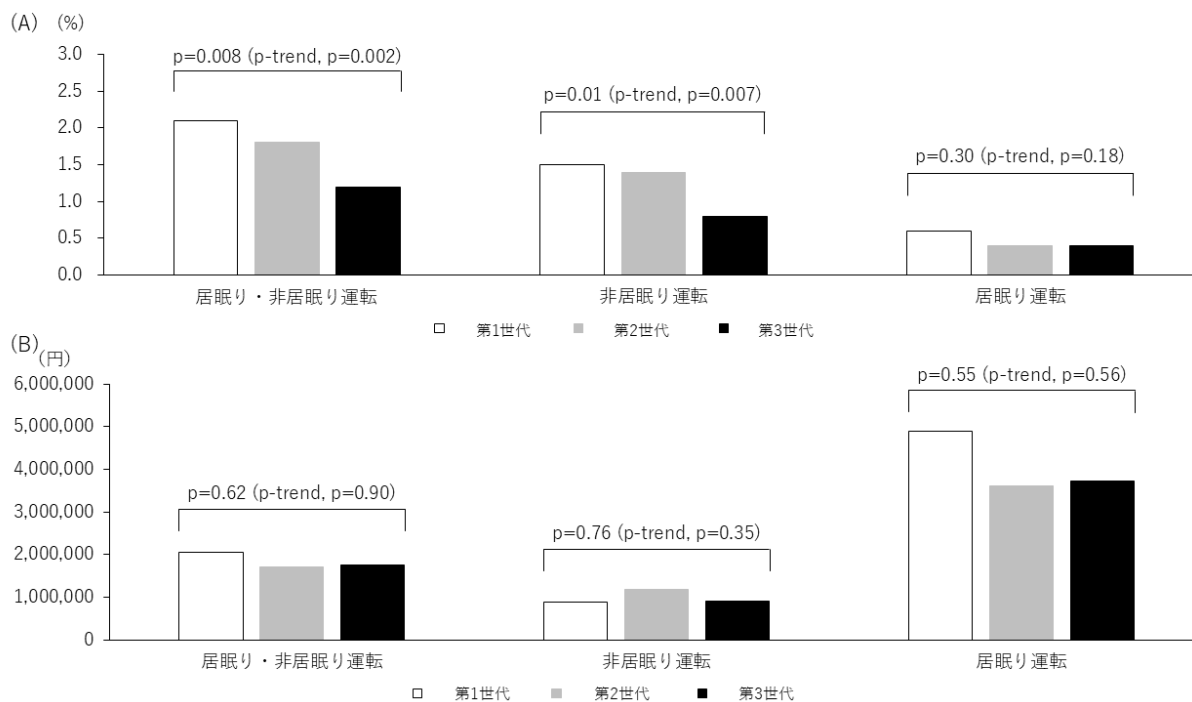 (A) (%)
p=0.008 (p-trend, p=0.002)
p=0.01 (p-trend, p=0.007)
p=0.30 (p-trend, p=0.18)
3.0
2.5
2.0
1.5
1.0
0.5
0.0
居眠り・非居眠り運転 非居眠り運転 居眠り運転
第1世代 第2世代 第3世代
(B) (円)
p=0.62 (p-trend, p=0.90)
p=0.76 (p-trend, p=0.35)
p=0.55 (p-trend, p=0.56)
6,000,000
5,000,000
4,000,000
3,000,000
2,000,000
1,000,000
0
居眠り・非居眠り運転 非居眠り運転 居眠り運転
第1世代 第2世代 第3世代